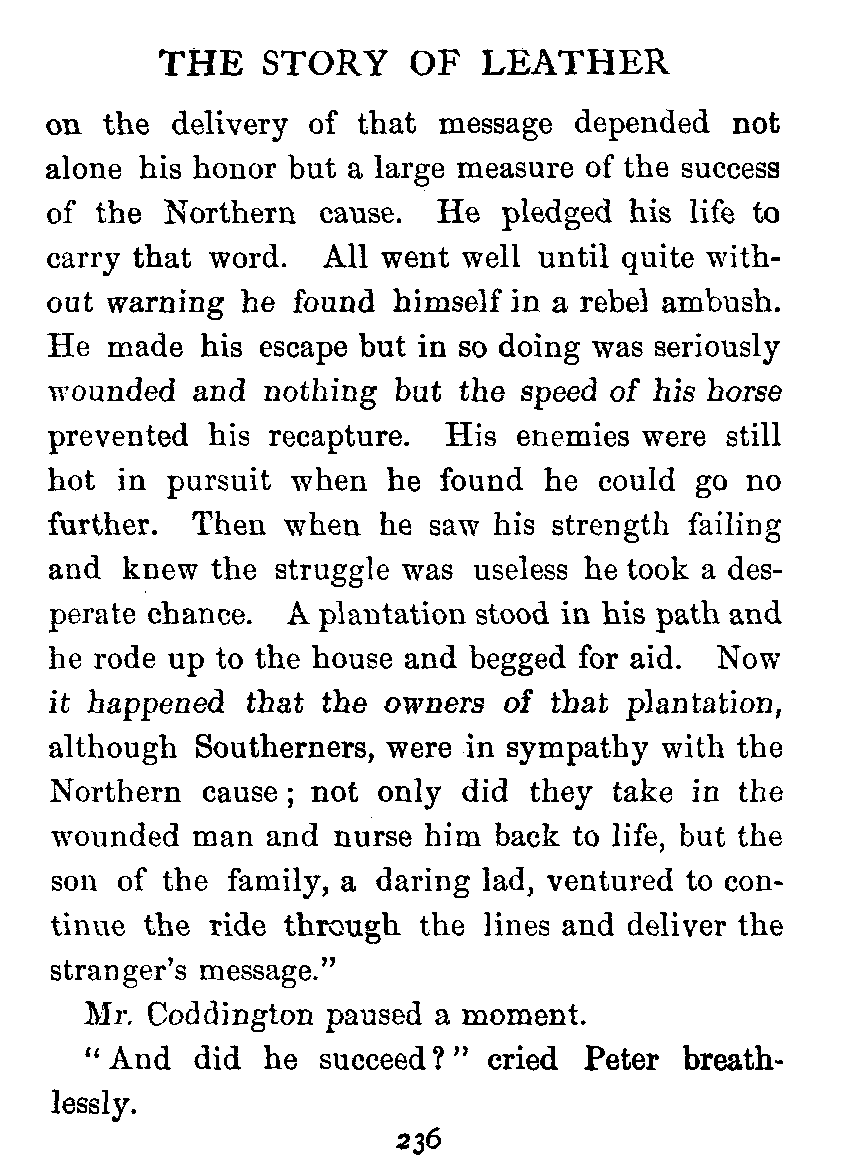 THE STORY OF LEATHER
on the delivery of that message depended not
alone his honor but a large measure of the success
of the Northern cause. He pledged his life to
carry that word. All went well until quite with-
out warning he found himself in a rebel ambush.
He made his escape but in so doing was seriously
wounded and nothing but the speed of his horse
prevented his recapture. His enemies were still
hot in pursuit when he found he could go no
further. Then when he saw his strength failing
and knew the struggle was useless he took a des-
perate chance. A plantation stood in his path and
he rode up to the house and begged for aid. Now
it happened that the owners of that plantation,
although Southerners, were in sympathy with the
Northern cause; not only did they take in the
wounded man and nurse him back to life, but the
son of the family, a daring lad, ventured to con-
tinue the ride through the lines and deliver the
stranger's message."
Mr. Coddington paused a moment.
"And did he succeed?" cried Peter breath-
lessly.
236